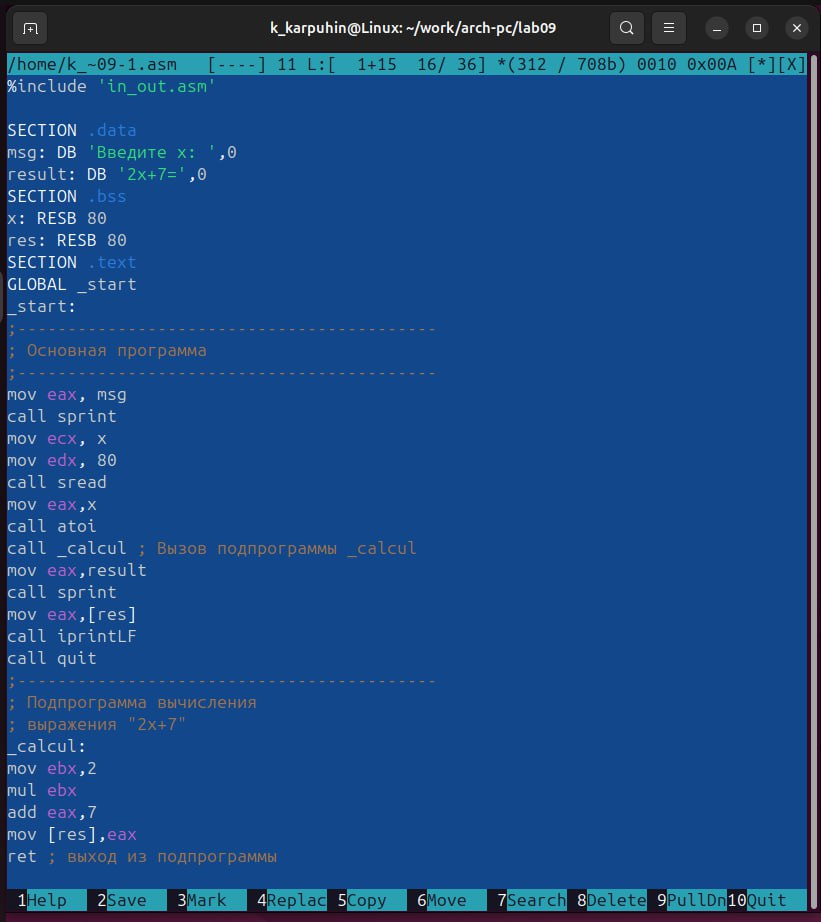 k_karpuhin@Linux: ~/work/arch-pc/lab09
/home/k_~09-1.asm   [----] 11 L:[  1+15  16/ 36] *(312 / 708b) 0010 0x00A [*][X]
%include 'in_out.asm'
SECTION .data
msg: DB 'Введите x: ',0
result: DB '2x+7=',0
SECTION .bss
x: RESB 80
res: RESB 80
SECTION .text
GLOBAL _start
_start:
;------------------------------------------
; Основная программа
;------------------------------------------
mov eax, msg
call sprint
mov ecx, x
mov edx, 80
call sread
mov eax,x
call atoi
call _calcul ; Вызов подпрограммы _calcul
mov eax,result
call sprint
mov eax,[res]
call iprintLF
call quit
;------------------------------------------
; Подпрограмма вычисления
; выражения "2x+7"
_calcul:
mov ebx,2
mul ebx
add eax,7
mov [res],eax
ret ; выход из подпрограммы
1Help 2Save 3Mark 4Replac 5Copy 6Move 7Search 8Delete 9PullDn 10Quit